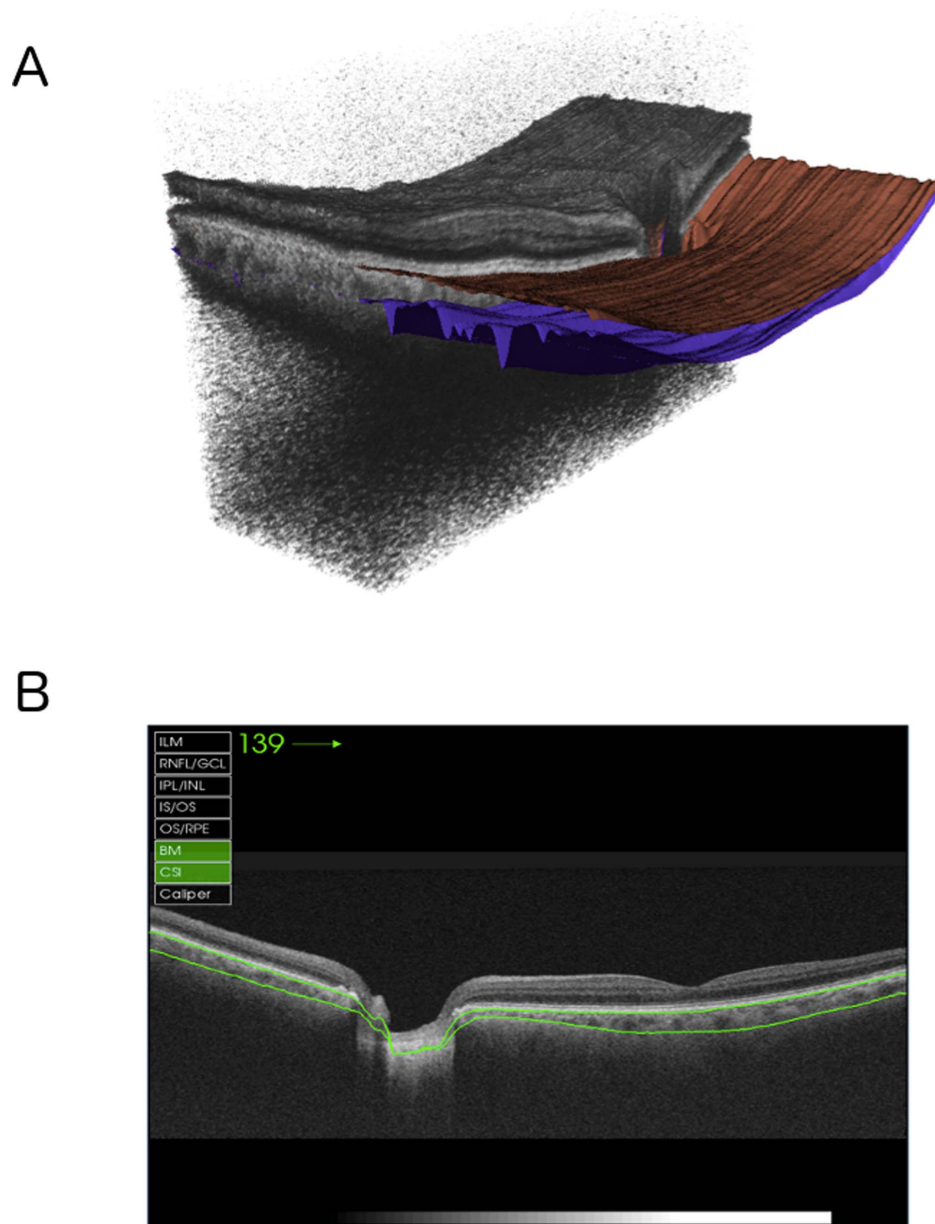 A
B
ILM
139
RNFL/GCL
IPL/INL
IS/OS
OS/RPE
BM
CSI
Caliper